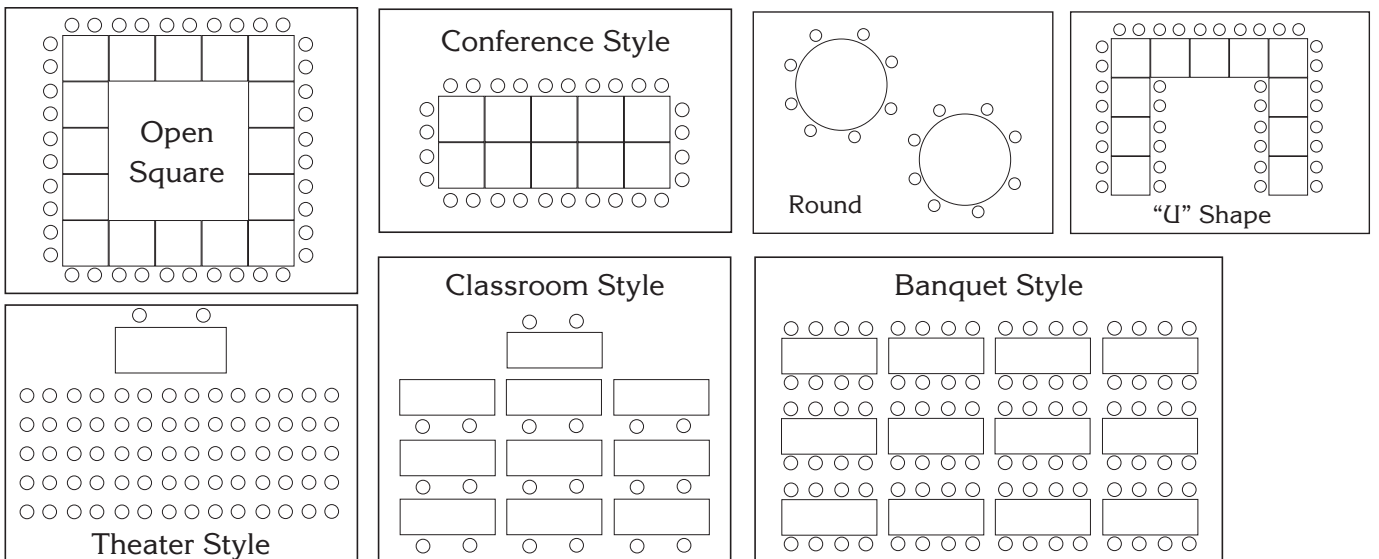 Open
Square
Conference Style
Round
“U” Shape
Theater Style
Classroom Style
Banquet Style